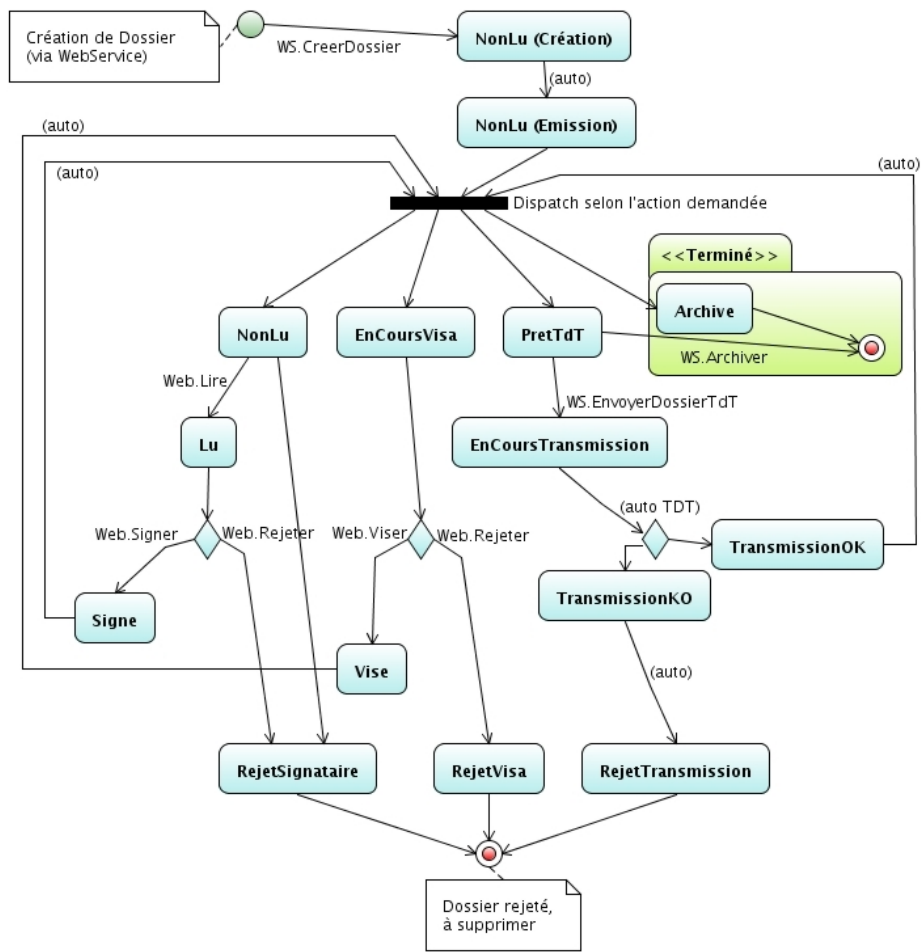 Création de Dossier
(via WebService)
WS.CreerDossier
NonLu (Création)
(auto)
NonLu (Emission)
(auto)
(auto)
(auto)
Dispatch selon l'action demandée
<<Terminé>>
Archive
NonLu
EnCoursVisa
PretTdT
WS.Archiver
Web.Lire
WS.EnvoyerDossierTdT
Lu
EnCoursTransmission
(auto TDT)
Web.Signer
Web.Rejeter
Web.Viser
Web.Rejeter
TransmissionOK
TransmissionKO
Signe
Vise
(auto)
RejetSignataire
RejetVisa
RejetTransmission
Dossier rejeté,
à supprimer